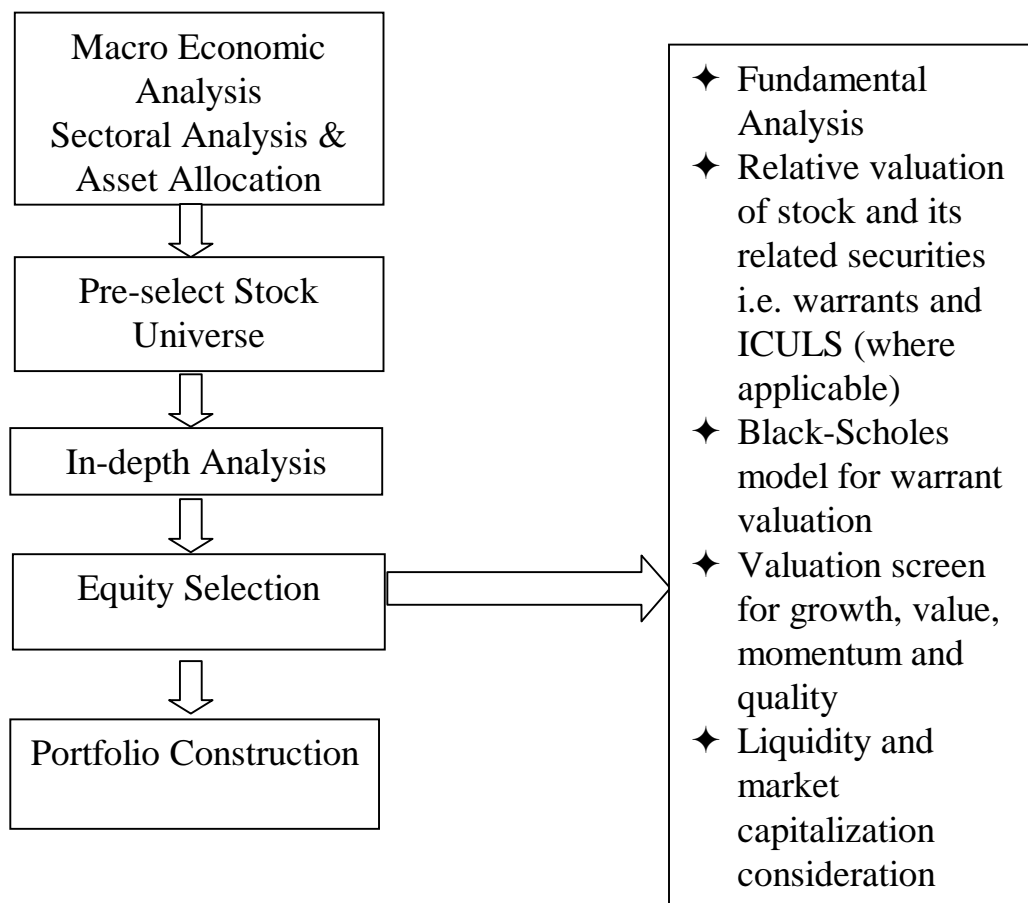 Macro Economic
Analysis
Sectoral Analysis &
Asset Allocation
Pre-select Stock
Universe
In-depth Analysis
Equity Selection
Portfolio Construction
✦ Fundamental
Analysis
✦ Relative valuation
of stock and its
related securities
i.e. warrants and
ICULS (where
applicable)
✦ Black-Scholes
model for warrant
valuation
✦ Valuation screen
for growth, value,
momentum and
quality
✦ Liquidity and
market
capitalization
consideration